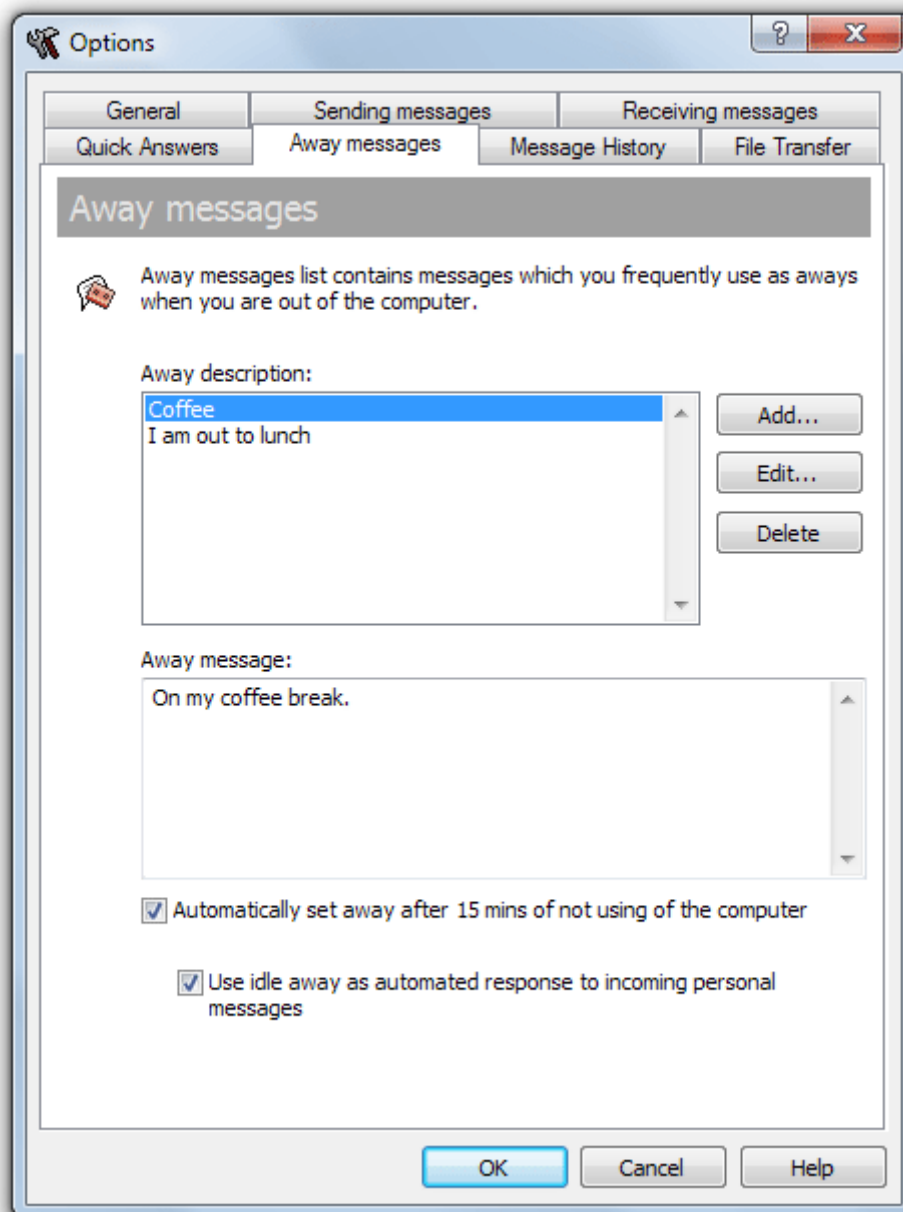 Options
?
X
General
Sending messages
Receiving messages
Quick Answers
Away messages
Message History
File Transfer
Away messages
Away messages list contains messages which you frequently use as aways
when you are out of the computer.
Away description:
Coffee
I am out to lunch
Add...
Edit...
Delete
Away message:
On my coffee break.
Automatically set away after 15 mins of not using of the computer
Use idle away as automated response to incoming personal
messages
OK
Cancel
Help